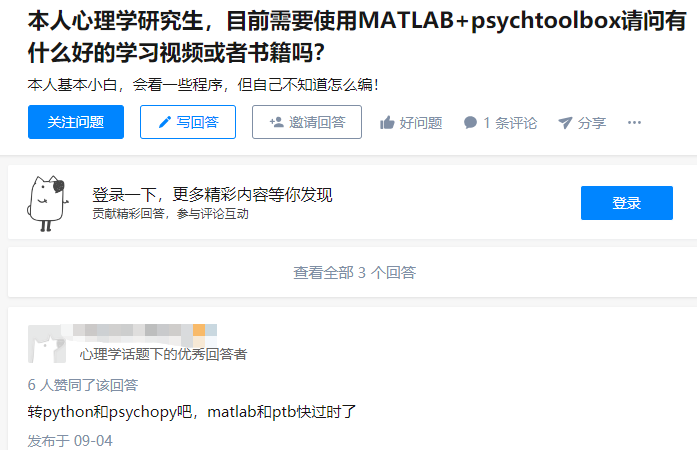 本人心理学研究生，目前需要使用MATLAB+psychtoolbox请问有
什么好的学习视频或者书籍吗？
本人基本小白，会看一些程序，但自己不知道怎么编！
关注问题 写回答 邀请回答 好问题 1 条评论 分享 ···
登录一下，更多精彩内容等你发现
贡献精彩回答，参与评论互动
登录
查看全部 3 个回答
心理学话题下的优秀回答者
6 人赞同了该回答
转python和psychopy吧，matlab和ptb快过时了
发布于 09-04